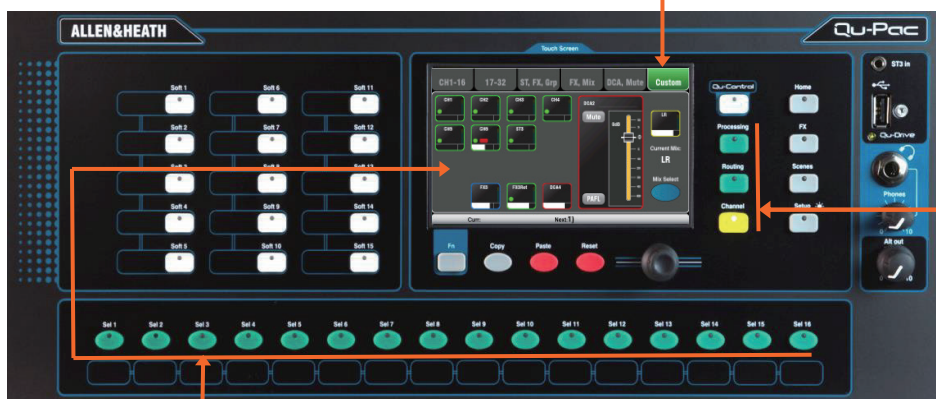 ALLEN&HEATH
Qu-Pac
Touch Screen
ST3 in
Soft 1
Soft 6
Soft 11
CH1-16
17-32
ST, FX, Grp
FX, Mix
DCA, Mute
Custom
Qu-Control
Home
CH1
CH2
CH3
CH4
DCA3
Mute
LR
Soft 2
Soft 7
Soft 12
Processing
FX
Qu-Drive
ST3
Current Mix:
LR
Routing
Scenes
Mix Select
Phones
Soft 4
Soft 9
Soft 14
FX2Ret
DCA4
PAFL
Channel
Setup
Curr:
Next:1)
Alt out
Soft 5
Soft 10
Soft 15
Fn
Copy
Paste
Reset
Sel 1
Sel 2
Sel 3
Sel 4
Sel 5
Sel 6
Sel 7
Sel 8
Sel 9
Sel 10
Sel 11
Sel 12
Sel 13
Sel 14
Sel 15
Sel 16